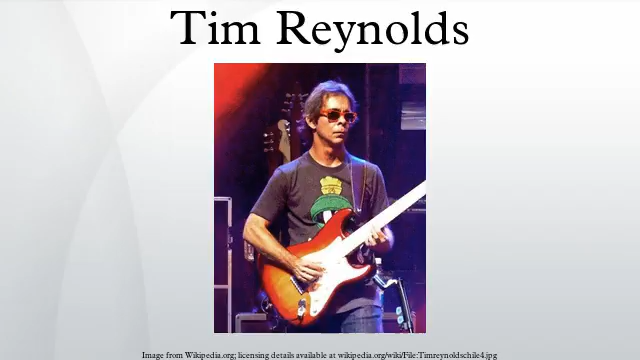 Tim Reynolds
Image from Wikipedia.org; licensing details available at wikipedia.org/wiki/File:Timreynoldschile4.jpg